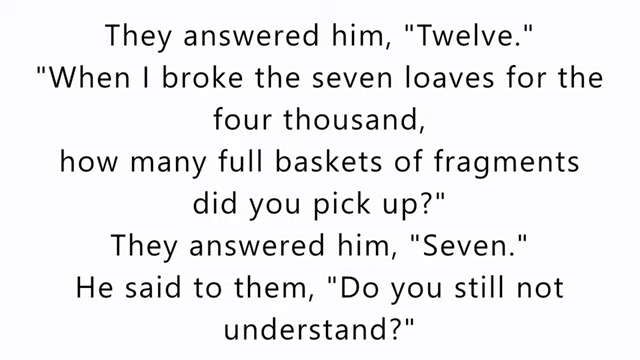 They answered him, "Twelve."
"When I broke the seven loaves for the
four thousand,
how many full baskets of fragments
did you pick up?"
They answered him, "Seven."
He said to them, "Do you still not
understand?"